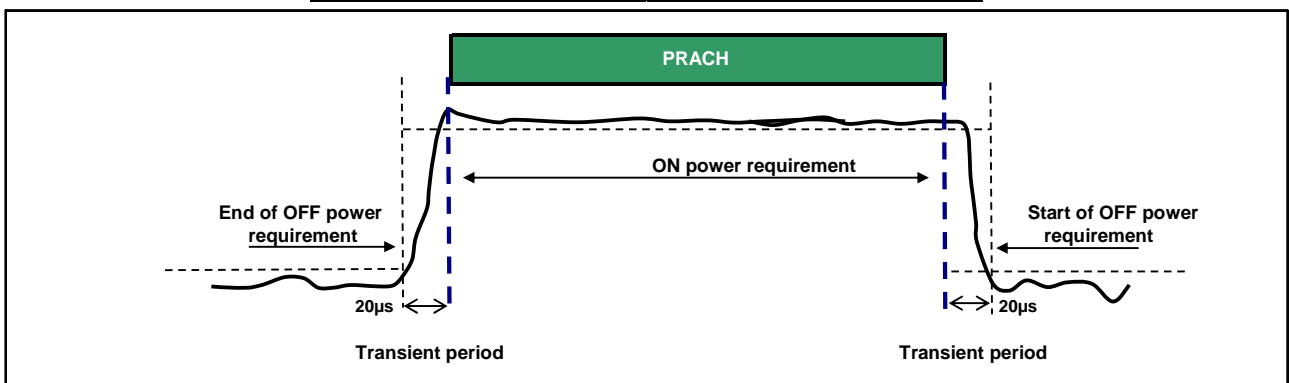 PRACH
ON power requirement
End of OFF power
requirement
Start of OFF power
requirement
20µs
20µs
Transient period
Transient period